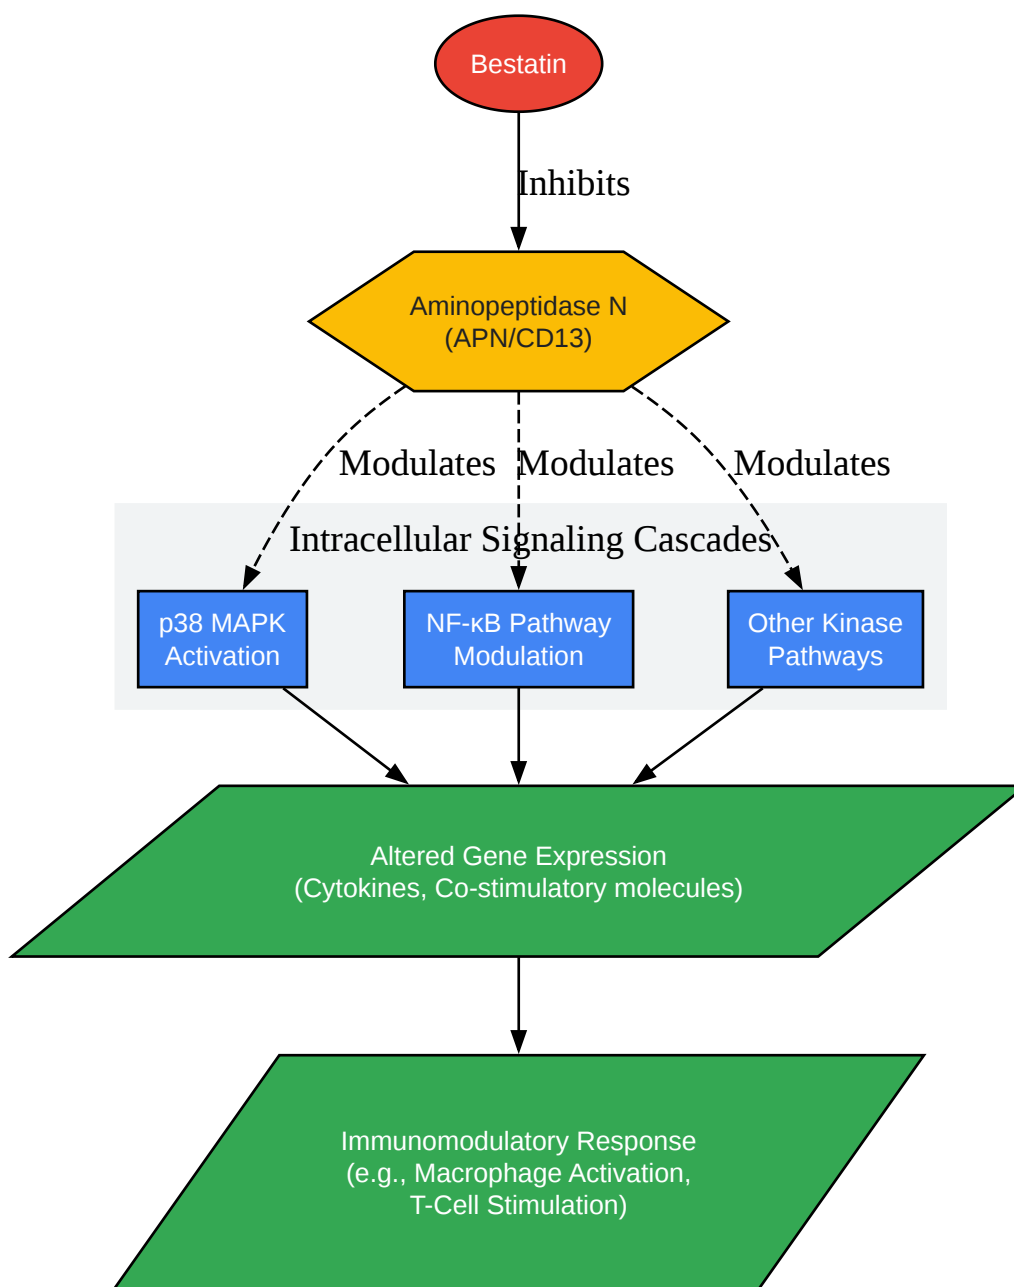 Bestatin
Inhibits
Aminopeptidase N
(APN/CD13)
Modulates
Modulates
Modulates
Intracellular Signaling Cascades
p38 MAPK
Activation
NF-κB Pathway
Modulation
Other Kinase
Pathways
Altered Gene Expression
(Cytokines, Co-stimulatory molecules)
Immunomodulatory Response
(e.g., Macrophage Activation,
T-Cell Stimulation)